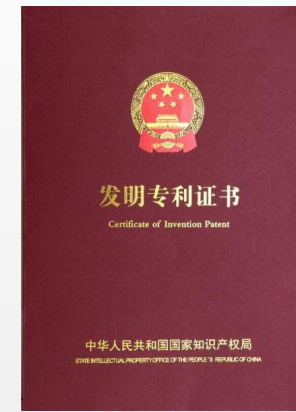 发明专利证书
Certificate of Invention Patent
中华人民共和国国家知识产权局
STATE INTELLECTUAL PROPERTY OFFICE OF THE PEOPLE'S REPUBLIC OF CHINA